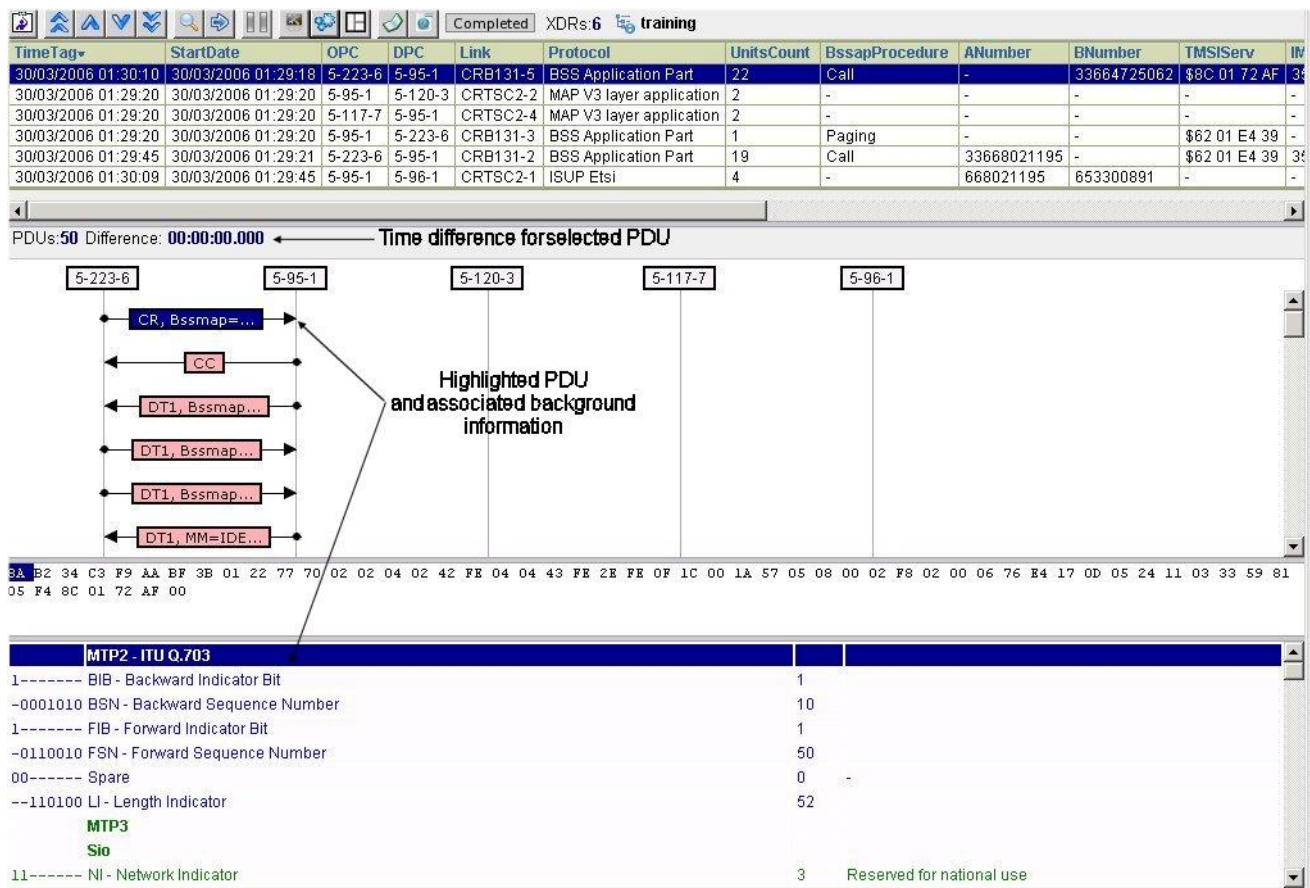 Completed XDRs:6 training
TimeTag StartDate OPC DPC Link Protocol UnitsCount BssapProcedure ANumber BNumber TMSIServ IM
30/03/2006 01:30:10 30/03/2006 01:29:18 5-223-6 5-95-1 CRB131-5 BSS Application Part 22 Call - 33664725062 $8C 01 72 AF 35
30/03/2006 01:29:20 30/03/2006 01:29:20 5-95-1 5-120-3 CRTSC2-2 MAP V3 layer application 2 - - - - -
30/03/2006 01:29:20 30/03/2006 01:29:20 5-117-7 5-95-1 CRTSC2-4 MAP V3 layer application 2 - - - - -
30/03/2006 01:29:20 30/03/2006 01:29:20 5-95-1 5-223-6 CRB131-3 BSS Application Part 1 Paging - - $62 01 E4 39 -
30/03/2006 01:29:45 30/03/2006 01:29:21 5-223-6 5-95-1 CRB131-2 BSS Application Part 19 Call 33668021195 - $62 01 E4 39 35
30/03/2006 01:30:09 30/03/2006 01:29:45 5-95-1 5-96-1 CRTSC2-1 ISUP Etsi 4 - 668021195 653300891 - -
PDUs:50 Difference: 00:00:00.000 Time difference forselected PDU
5-223-6 5-95-1 5-120-3 5-117-7 5-96-1
CR, Bssmap=...
CC
DT1, Bssmap...
DT1, Bssmap...
DT1, Bssmap...
DT1, MM=IDE...
Highlighted PDU
and associated background
information
8A B2 34 C3 F9 AA BF 3B 01 22 77 70 02 02 04 02 42 FE 04 04 43 FE 2E FE 0F 1C 00 1A 57 05 08 00 02 F8 02 00 06 76 E4 17 0D 05 24 11 03 33 59 81
05 F4 8C 01 72 AF 00
MTP2 - ITU Q.703
1------- BIB - Backward Indicator Bit 1
-0001010 BSN - Backward Sequence Number 10
1------- FIB - Forward Indicator Bit 1
-0110010 FSN - Forward Sequence Number 50
00------ Spare 0 -
--110100 LI - Length Indicator 52
MTP3
Sio
11------ NI - Network Indicator 3 Reserved for national use